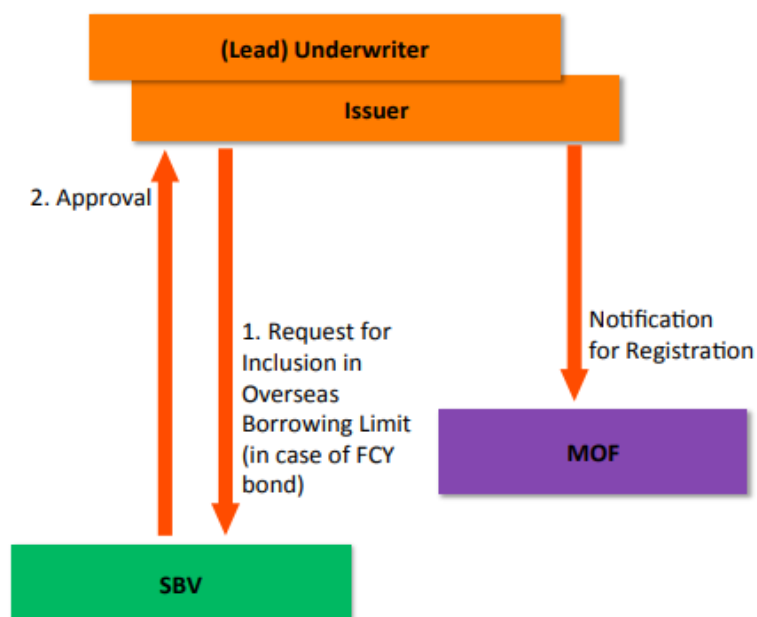 (Lead) Underwriter
Issuer
2. Approval
1. Request for
Inclusion in
Overseas
Borrowing Limit
(in case of FCY
bond)
Notification
for Registration
MOF
SBV